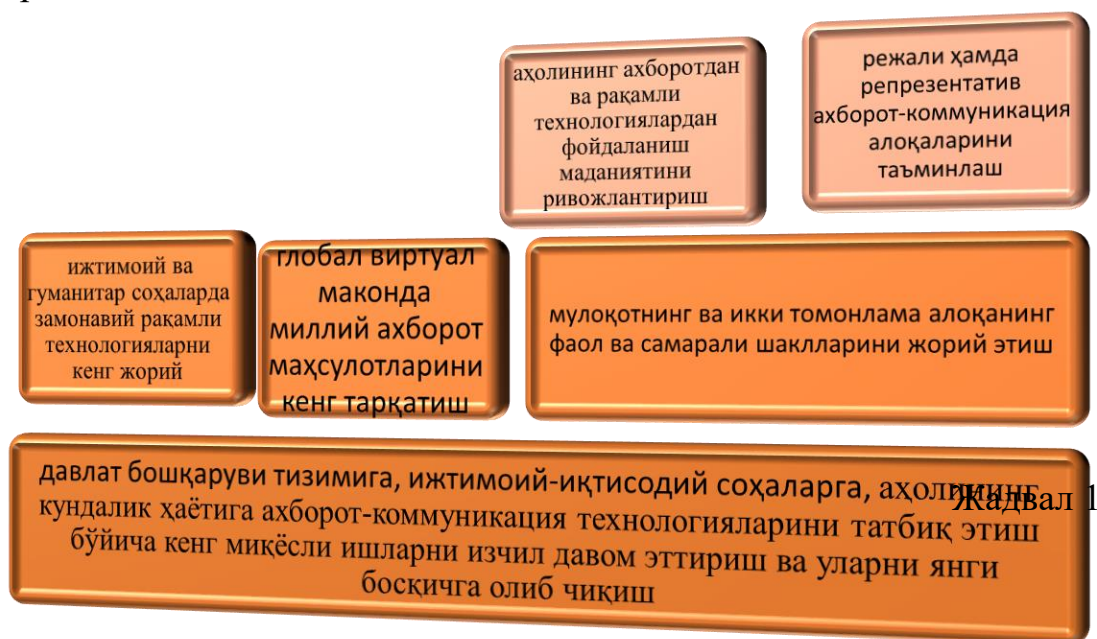 аҳолининг ахборотдан
ва рақамли
технологиялардан
фойдаланиш
маданиятини
ривожлантириш
режали ҳамда
репрезентатив
ахборот-коммуникация
алоқаларини
таъминлаш
ижтимоий ва
гуманитар соҳаларда
замонавий рақамли
технологияларни
кенг жорий
глобал виртуал
маконда
миллий ахборот
маҳсулотларини
кенг тарқатиш
мулоқотнинг ва икки томонлама алоқанинг
фаол ва самарали шаклларини жорий этиш
давлат бошқаруви тизимига, ижтимоий-иқтисодий соҳаларга, аҳолининг
кундалик ҳаётига ахборот-коммуникация технологияларини татбиқ этиш
бўйича кенг миқёсли ишларни изчил давом эттириш ва уларни янги
босқичга олиб чиқиш
Жадвал 1